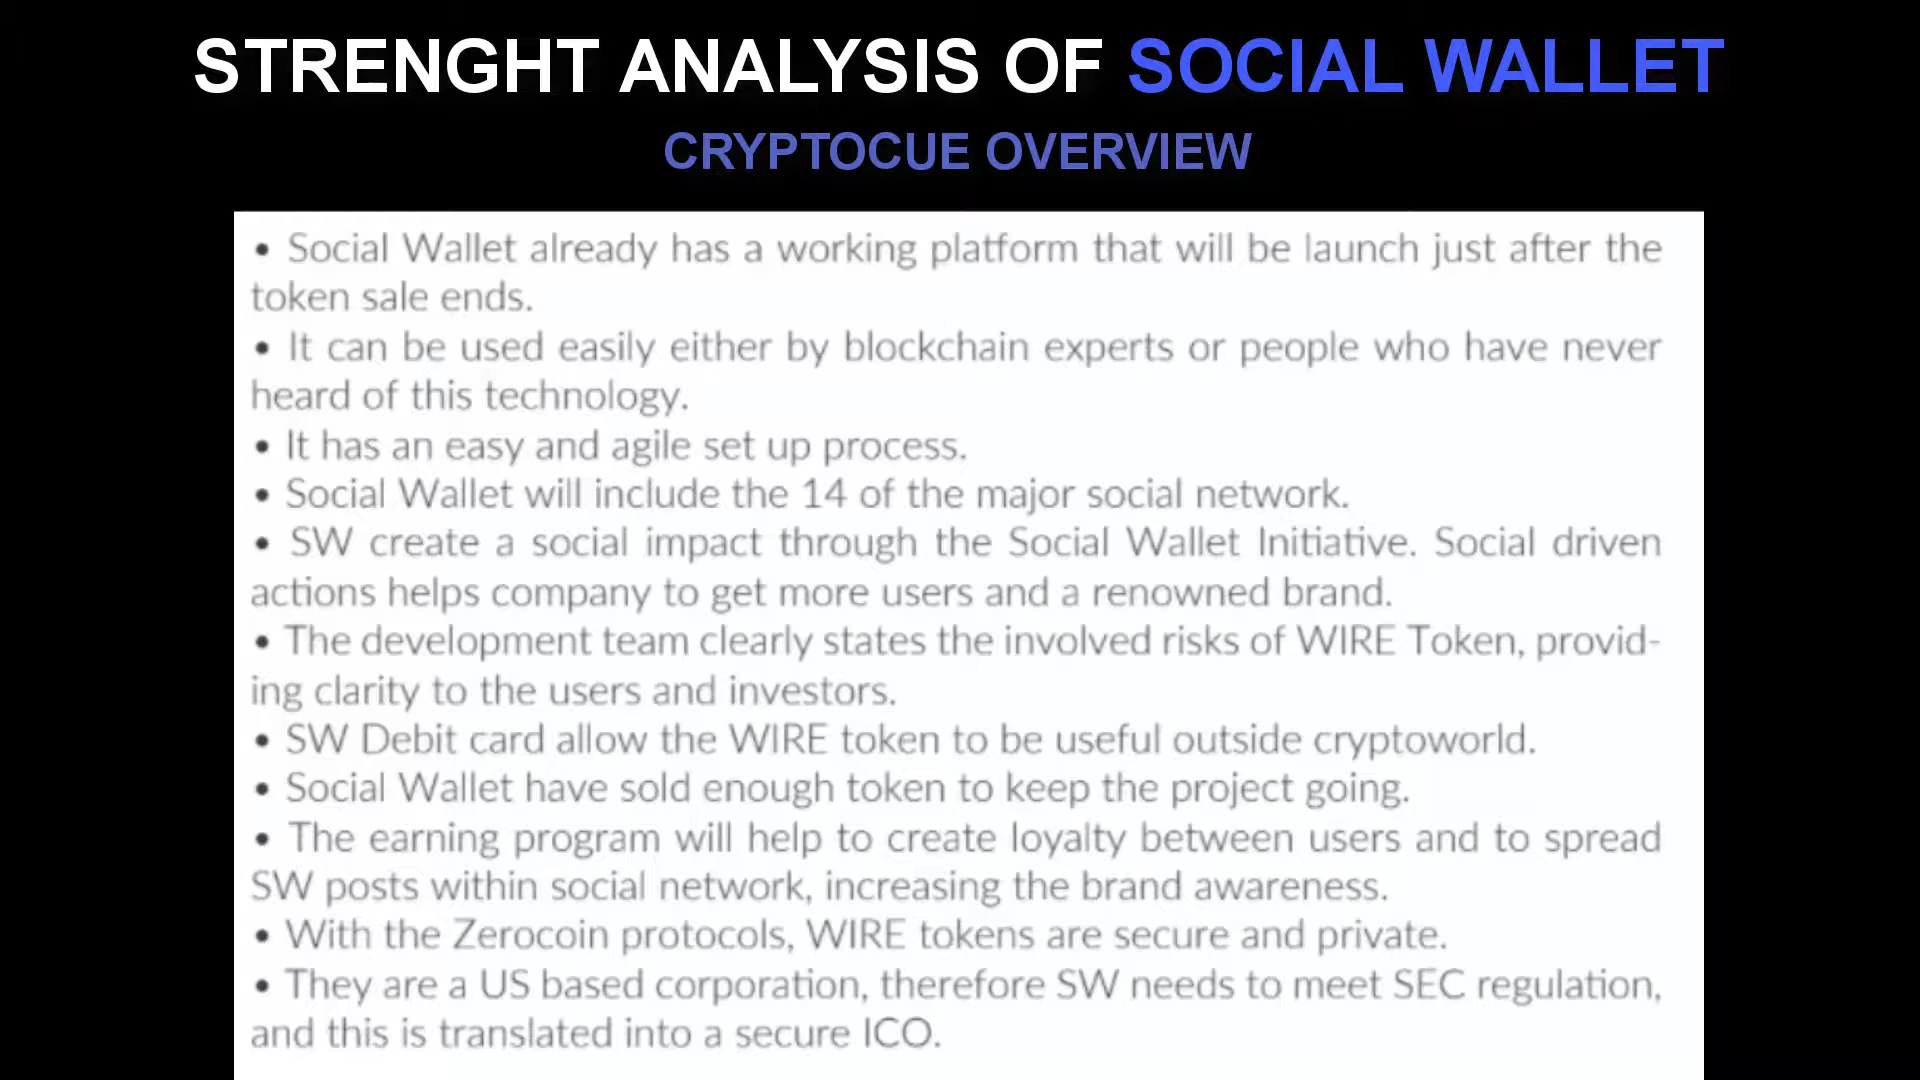 STRENGHT ANALYSIS OF SOCIAL WALLET
CRYPTOCUE OVERVIEW
• Social Wallet already has a working platform that will be launch just after the
token sale ends.
• It can be used easily either by blockchain experts or people who have never
heard of this technology.
• It has an easy and agile set up process.
• Social Wallet will include the 14 of the major social network.
• SW create a social impact through the Social Wallet Initiative. Social driven
actions helps company to get more users and a renowned brand.
• The development team clearly states the involved risks of WIRE Token, provid-
ing clarity to the users and investors.
• SW Debit card allow the WIRE token to be useful outside cryptoworld.
• Social Wallet have sold enough token to keep the project going.
• The earning program will help to create loyalty between users and to spread
SW posts within social network, increasing the brand awareness.
• With the Zerocoin protocols, WIRE tokens are secure and private.
• They are a US based corporation, therefore SW needs to meet SEC regulation,
and this is translated into a secure ICO.